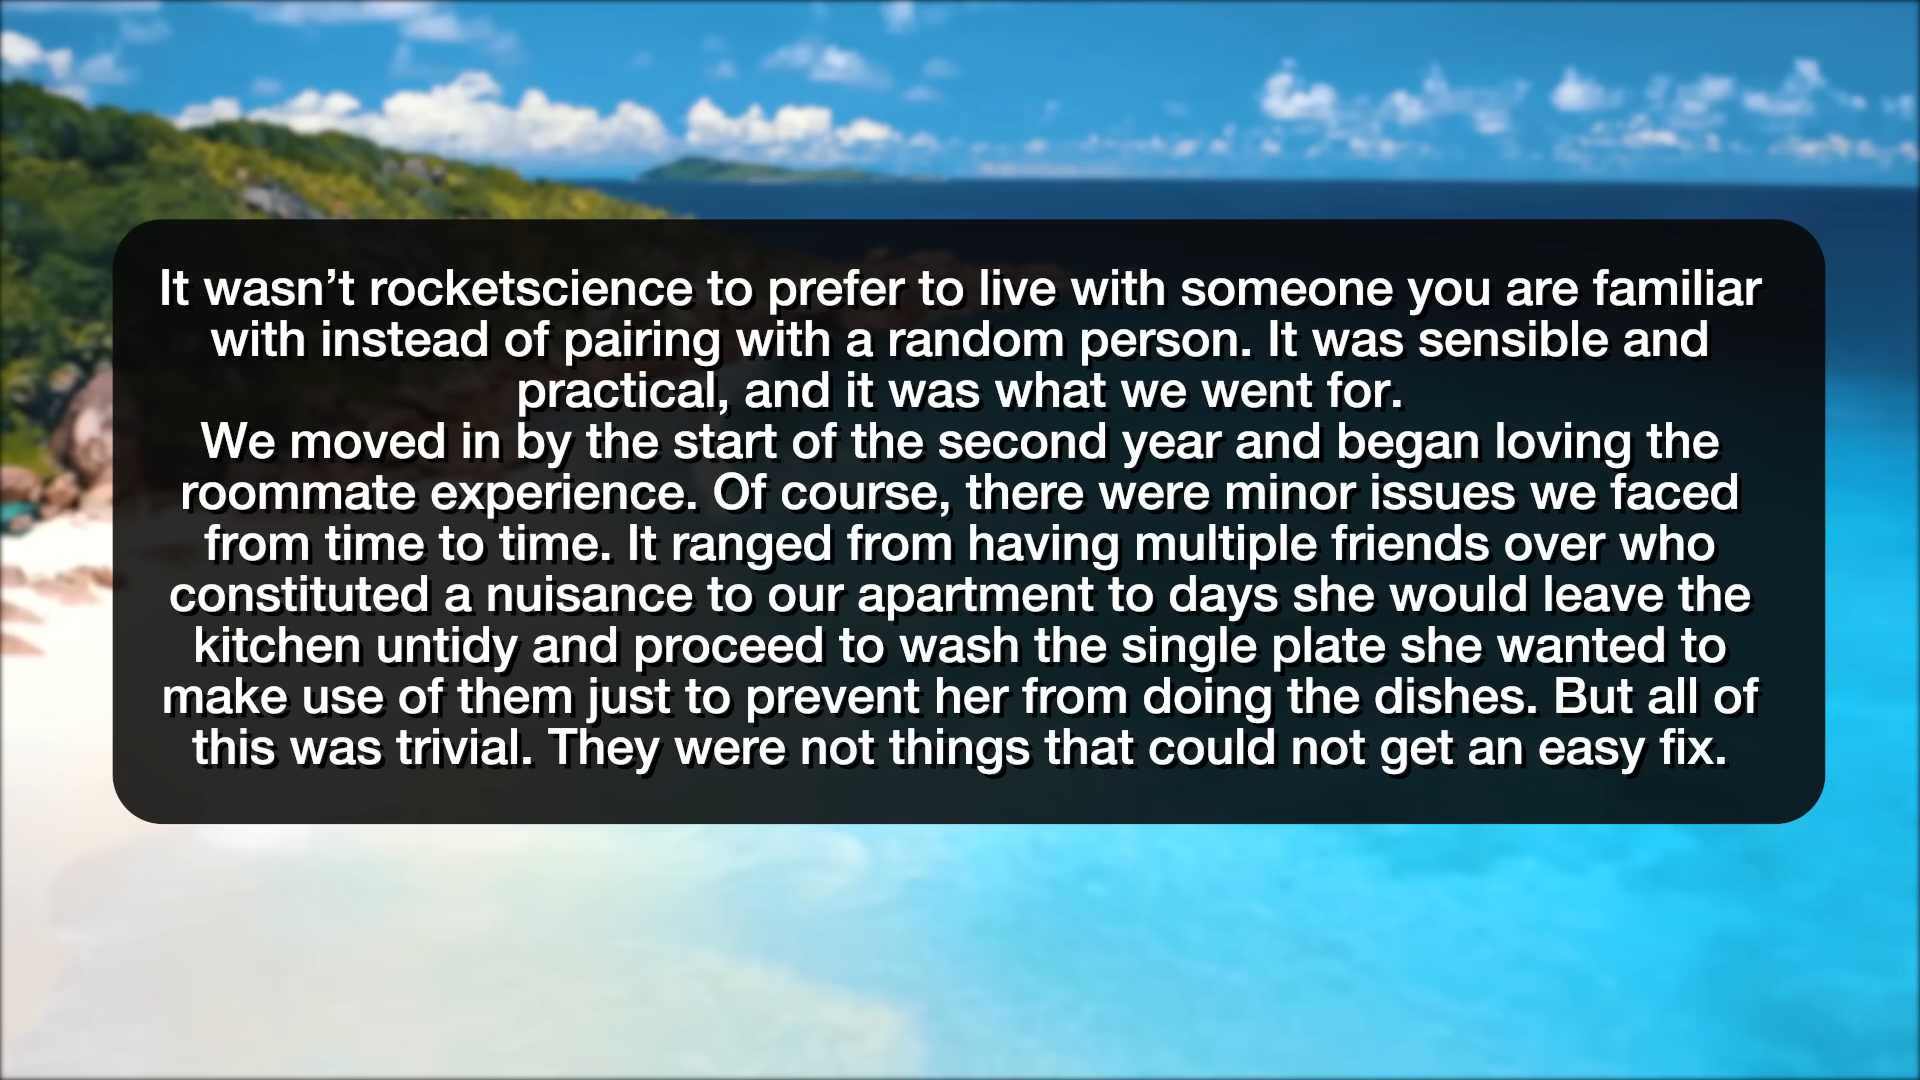 It wasn’t rocketscience to prefer to live with someone you are familiar
with instead of pairing with a random person. It was sensible and
practical, and it was what we went for.
We moved in by the start of the second year and began loving the
roommate experience. Of course, there were minor issues we faced
from time to time. It ranged from having multiple friends over who
constituted a nuisance to our apartment to days she would leave the
kitchen untidy and proceed to wash the single plate she wanted to
make use of them just to prevent her from doing the dishes. But all of
this was trivial. They were not things that could not get an easy fix.